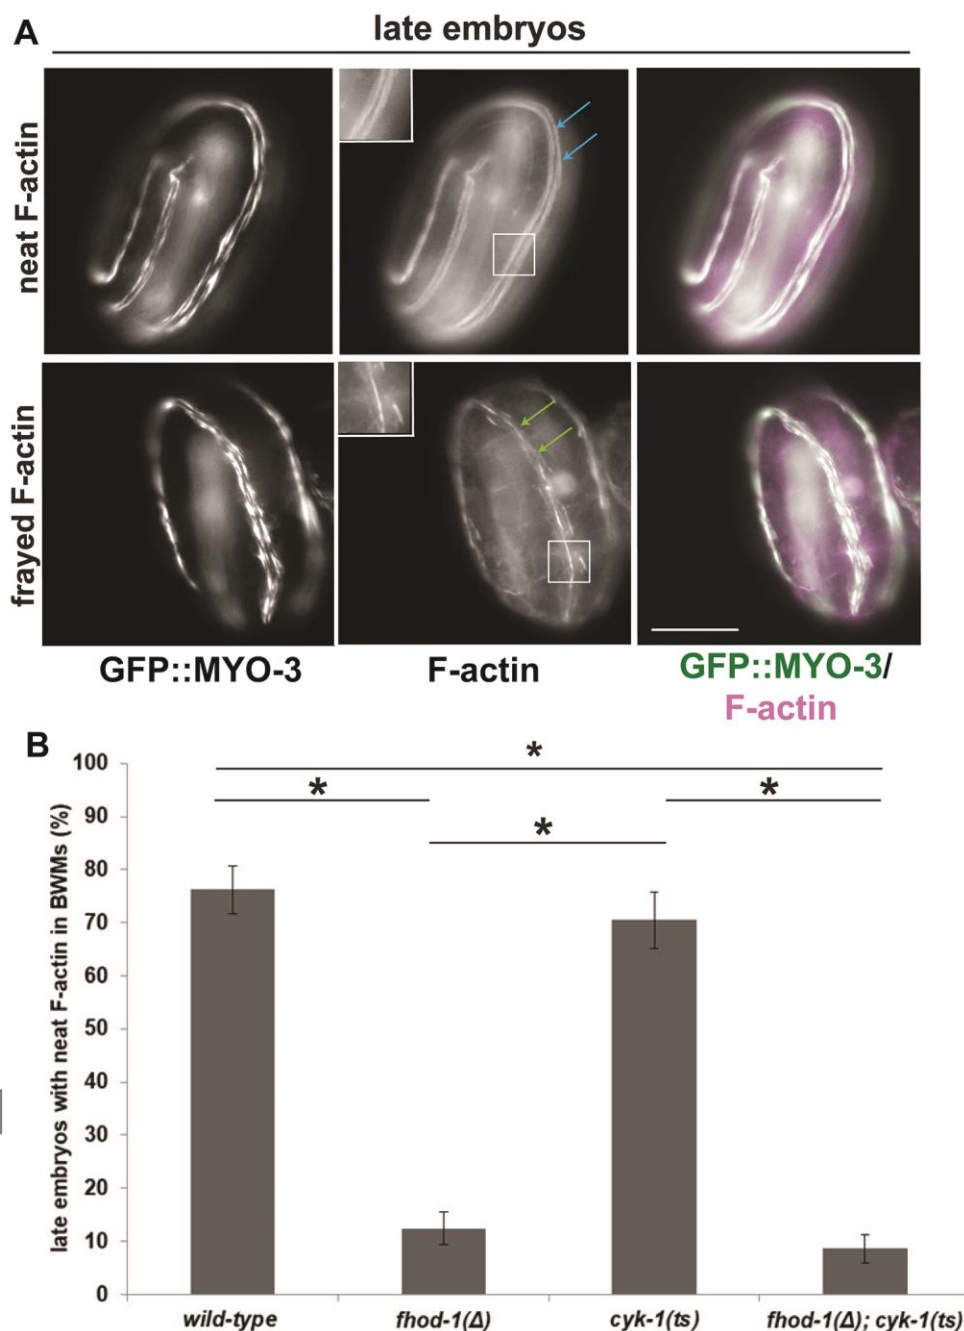 A
late embryos
neat F-actin
frayed F-actin
GFP::MYO-3
F-actin
GFP::MYO-3/
F-actin
B
late embryos with neat F-actin in BWMs (%)
100
90
80
70
60
50
40
30
20
10
0
*
*
*
*
wild-type
fhod-1(Δ)
cyk-1(ts)
fhod-1(Δ); cyk-1(ts)